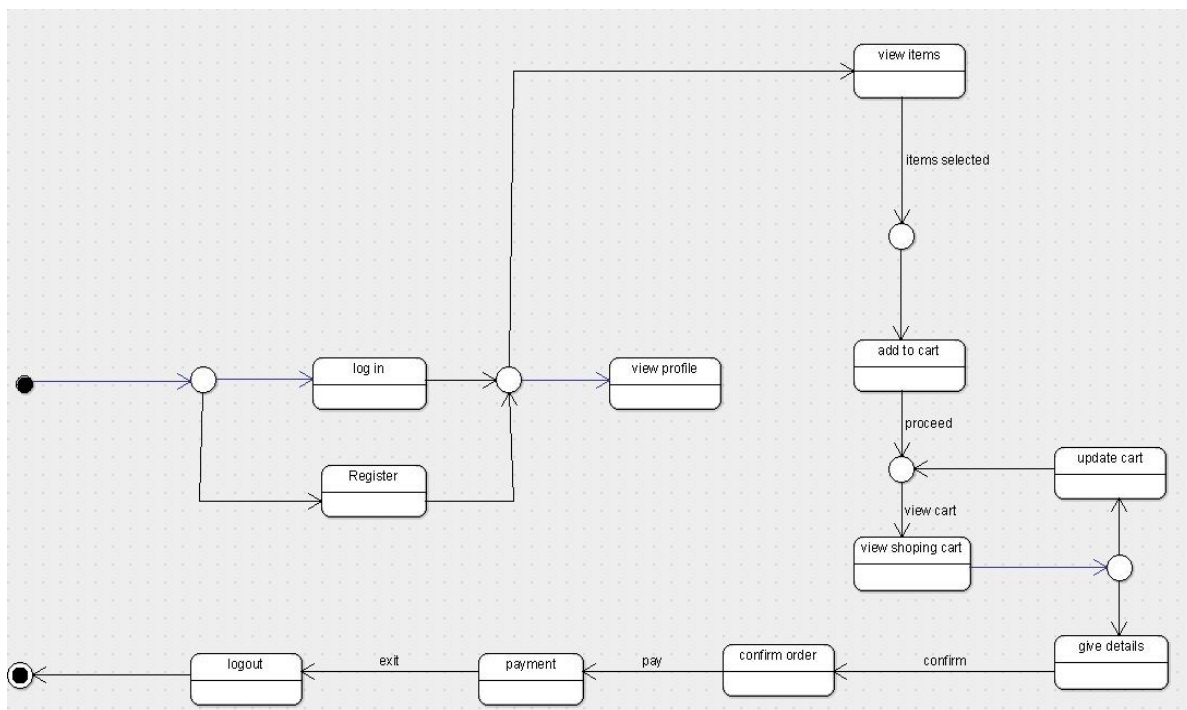 view items
items selected
add to cart
log in
view profile
proceed
update cart
Register
view cart
view shoping cart
give details
confirm
confirm order
pay
payment
exit
logout